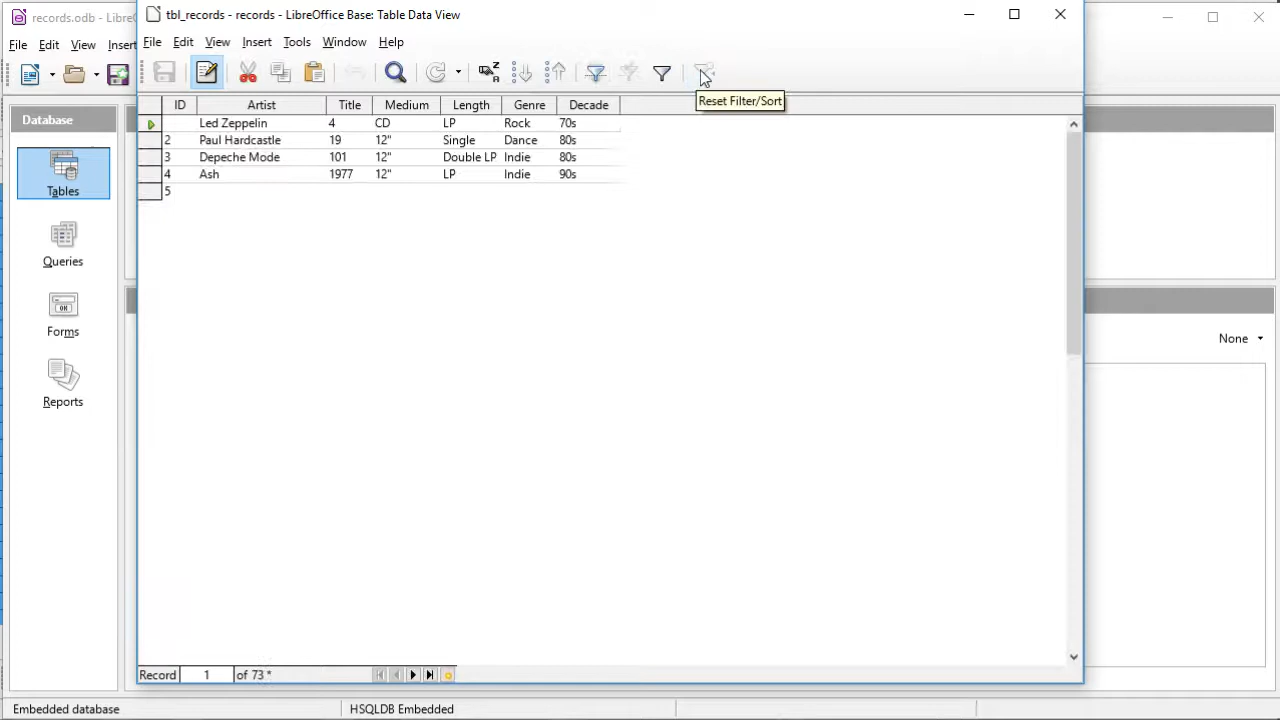 records.odb - LibreO
tbl_records - records - LibreOffice Base: Table Data View
File Edit View Insert
File Edit View Insert Tools Window Help
Reset Filter/Sort
Database
Tables
Queries
Forms
Reports
ID Artist Title Medium Length Genre Decade
Led Zeppelin 4 CD LP Rock 70s
2 Paul Hardcastle 19 12" Single Dance 80s
3 Depeche Mode 101 12" Double LP Indie 80s
4 Ash 1977 12" LP Indie 90s
5
None
Record 1 of 73 *
Embedded database HSQLDB Embedded